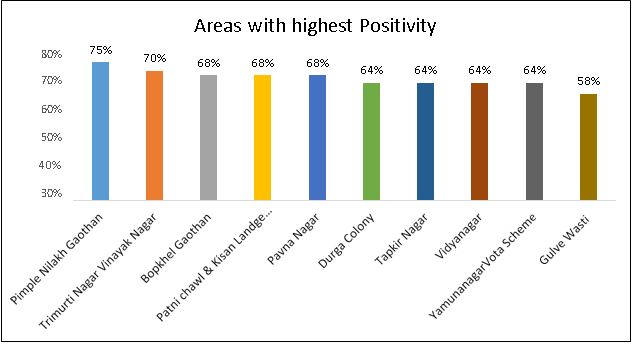 Areas with highest Positivity
75%
70%
68%
68%
68%
64%
64%
64%
64%
58%
80%
70%
60%
50%
40%
30%
Pimple Nilakh Gaothan
Trimurti Nagar Vinayak Nagar
Bopkhel Gaothan
Patni chawl & Kisan Landge...
Pavna Nagar
Durga Colony
Tapkir Nagar
Vidyanagar
YamunanagarVota Scheme
Gulve Wasti